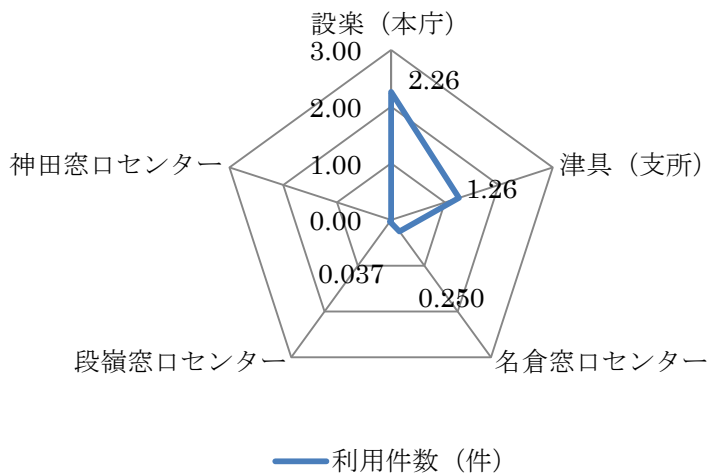 設楽（本庁）
3.00
2.26
2.00
神田窓口センター
津具（支所）
1.00
1.26
0.00
0.037
0.250
段嶺窓口センター
名倉窓口センター
利用件数（件）